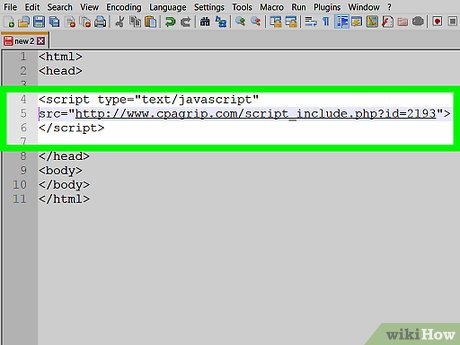 File Edit Search View Encoding Language Settings Macro Run Plugins Window ?
new 2
1 <html>
2 <head>
3
4 <script type="text/javascript"
5 src="http://www.cpagrip.com/script_include.php?id=2193">
6 </script>
7
8 </head>
9 <body>
10 </body>
11 </html>
wikiHow